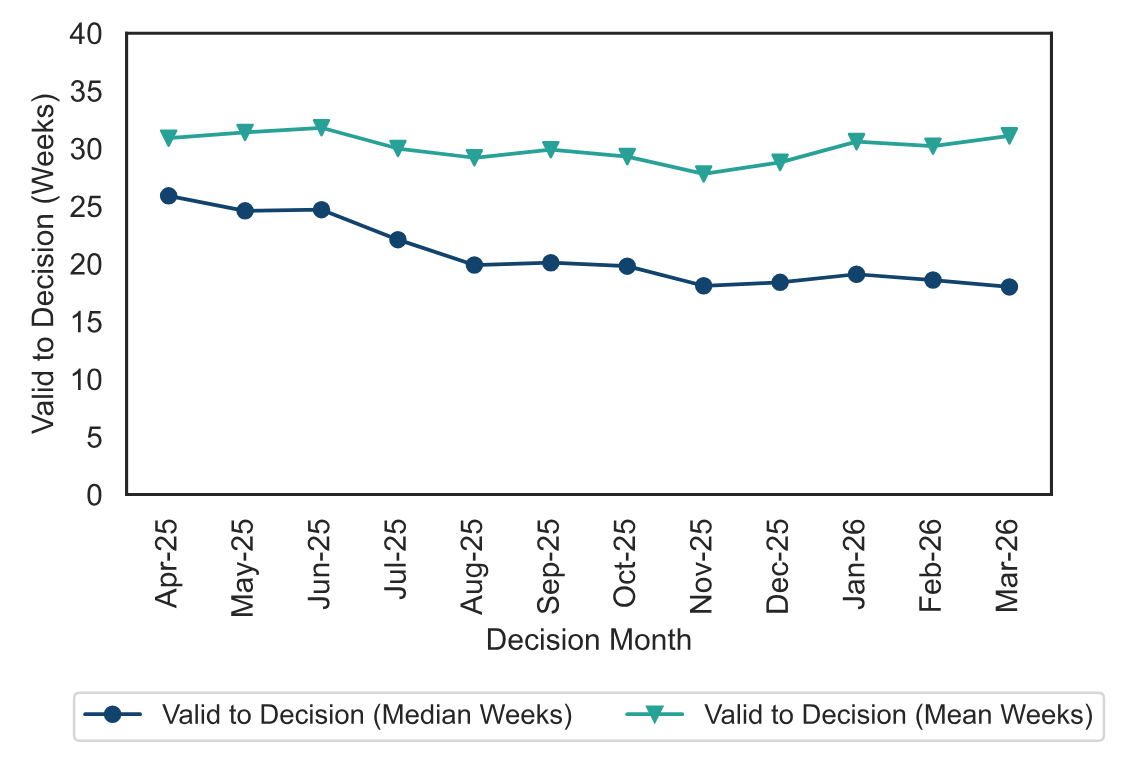 40
35
30
25
20
15
10
5
0
Valid to Decision (Weeks)
Apr-25
May-25
Jun-25
Jul-25
Aug-25
Sep-25
Oct-25
Nov-25
Dec-25
Jan-26
Feb-26
Mar-26
Decision Month
Valid to Decision (Median Weeks)
Valid to Decision (Mean Weeks)